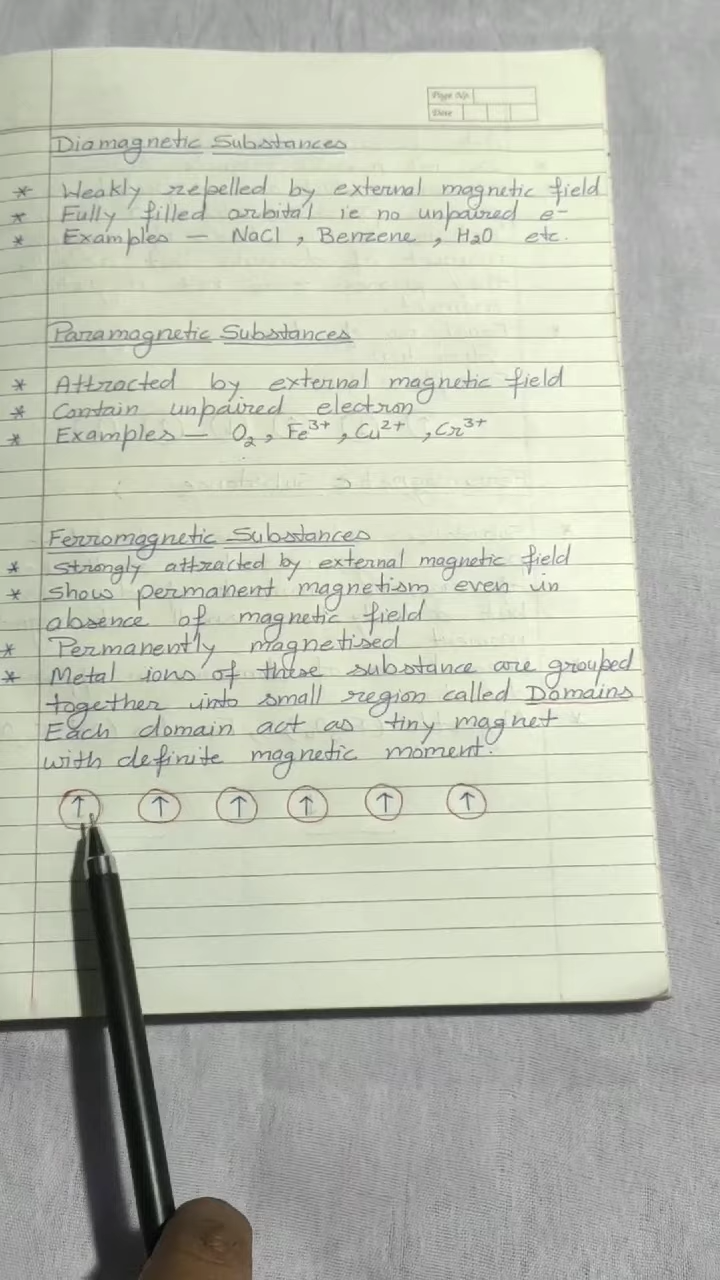 Page No.
Date
Diamagnetic Substances
* Weakly repelled by external magnetic field
* Fully filled orbital ie no unpaired e-
* Examples — NaCl, Benzene, H₂O etc.
Paramagnetic Substances
* Attracted by external magnetic field
* Contain unpaired electron
* Examples — O₂, Fe³⁺, Cu²⁺, Cr³⁺
Ferromagnetic Substances
* Strongly attracted by external magnetic field
* Show permanent magnetism even in
absence of magnetic field
* Permanently magnetised
* Metal ions of these substance are grouped
together into small region called Domains
Each domain act as tiny magnet
with definite magnetic moment.
↑ ↑ ↑ ↑ ↑ ↑